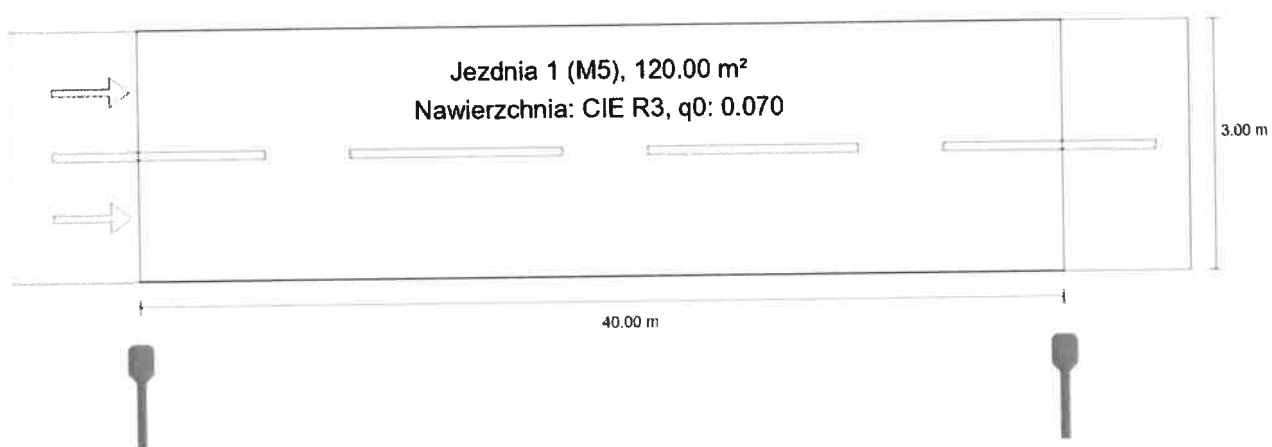 Jezdnia 1 (M5), 120.00 m²
Nawierzchnia: CIE R3, q0: 0.070
3.00 m
40.00 m